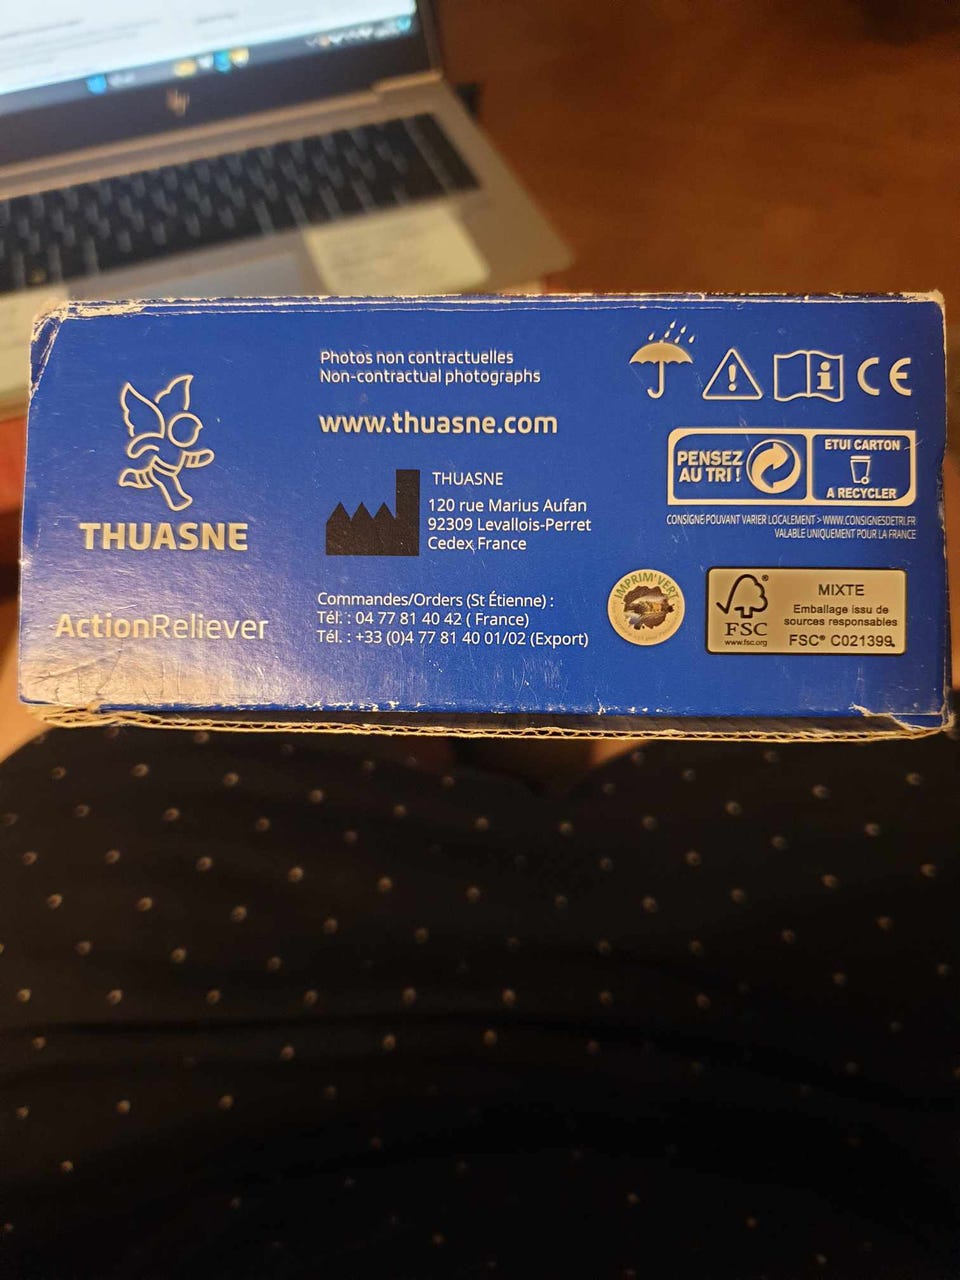 hp
THUASNE
ActionReliever
Photos non contractuelles
Non-contractual photographs
www.thuasne.com
THUASNE
120 rue Marius Aufan
92309 Levallois-Perret
Cedex France
Commandes/Orders (St Étienne) :
Tél. : 04 77 81 40 42 ( France)
Tél. : +33 (0)4 77 81 40 01/02 (Export)
i
CE
PENSEZ
AU TRI !
ETUI CARTON
A RECYCLER
CONSIGNE POUVANT VARIER LOCALEMENT > WWW.CONSIGNESDETRI.FR
VALABLE UNIQUEMENT POUR LA FRANCE
IMPRIM'VERT
FSC
www.fsc.org
MIXTE
Emballage issu de
sources responsables
FSC® C021399